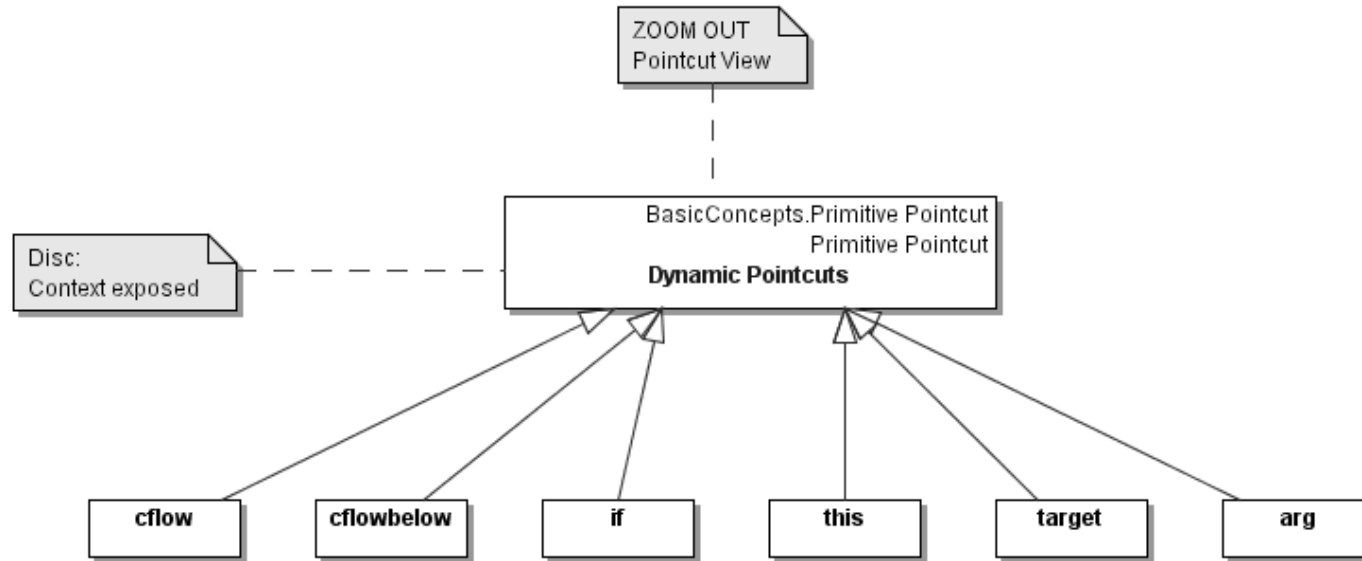 ZOOM OUT
Pointcut View
BasicConcepts.Primitive Pointcut
Primitive Pointcut
Dynamic Pointcuts
Disc:
Context exposed
cflow
cflowbelow
if
this
target
arg